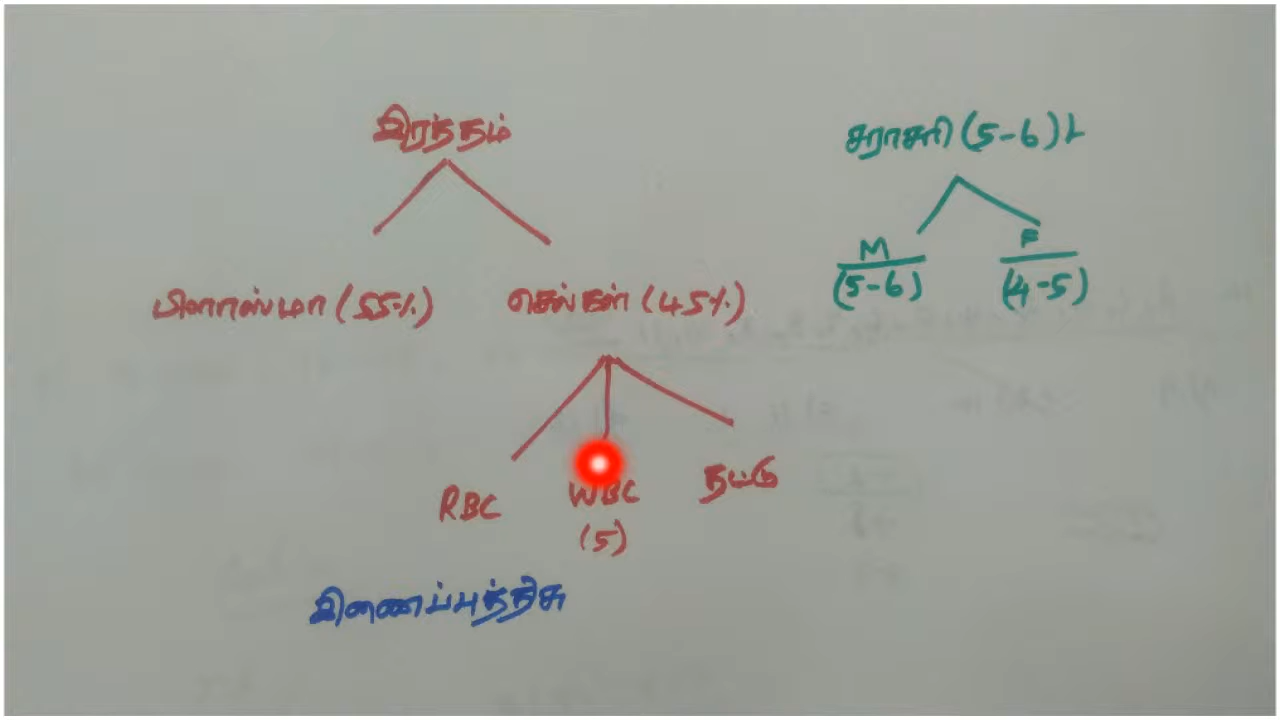 இரத்தம்
சராசரி (5-6) L
M
F
(5-6)
(4-5)
பிளாஸ்மா (55%)
செல்கள் (45%)
RBC
WBC
தட்டு
(5)
இணைப்புத்திசு